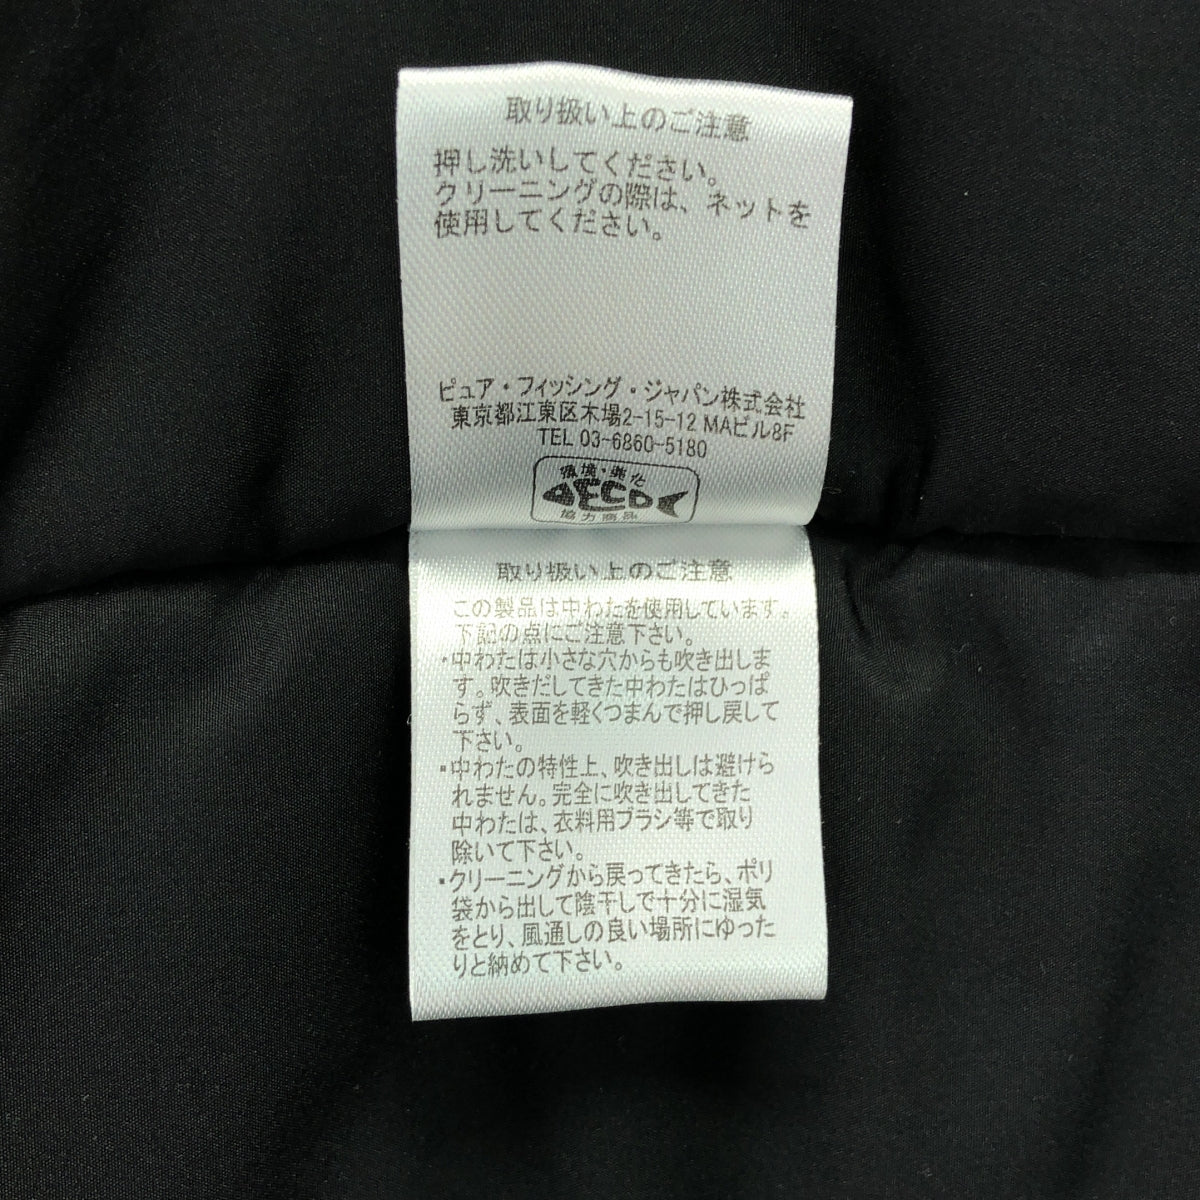 取り扱い上のご注意
押し洗いしてください。
クリーニングの際は、ネットを
使用してください。
ピュア・フィッシング・ジャパン株式会社
東京都江東区木場2-15-12 MAビル8F
TEL 03-6860-5180
環境・美化
ECO
協力商品
取り扱い上のご注意
この製品は中わたを使用しています。
下記の点にご注意下さい。
・中わたは小さな穴からも吹き出しま
す。吹きだしてきた中わたはひっぱ
らず、表面を軽くつまんで押し戻して
下さい。
・中わたの特性上、吹き出しは避けら
れません。完全に吹き出してきた
中わたは、衣料用ブラシ等で取り
除いて下さい。
・クリーニングから戻ってきたら、ポリ
袋から出して陰干しで十分に湿気
をとり、風通しの良い場所にゆった
りと納めて下さい。